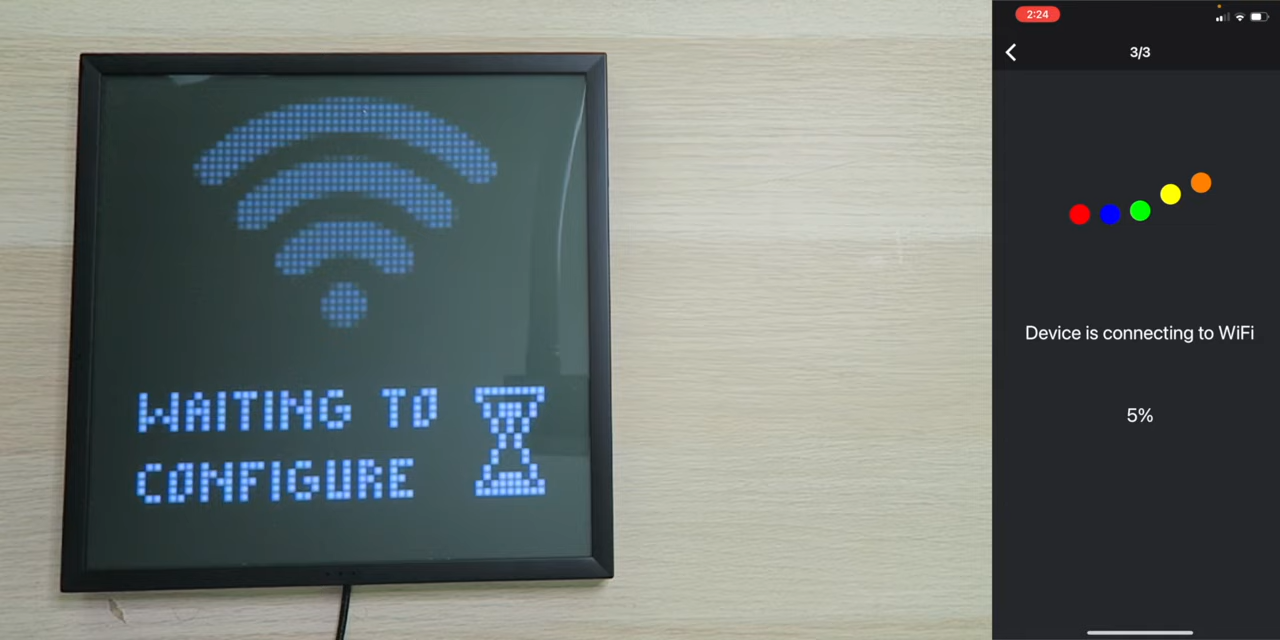 WAITING TO
CONFIGURE
2:24
3/3
Device is connecting to WiFi
5%